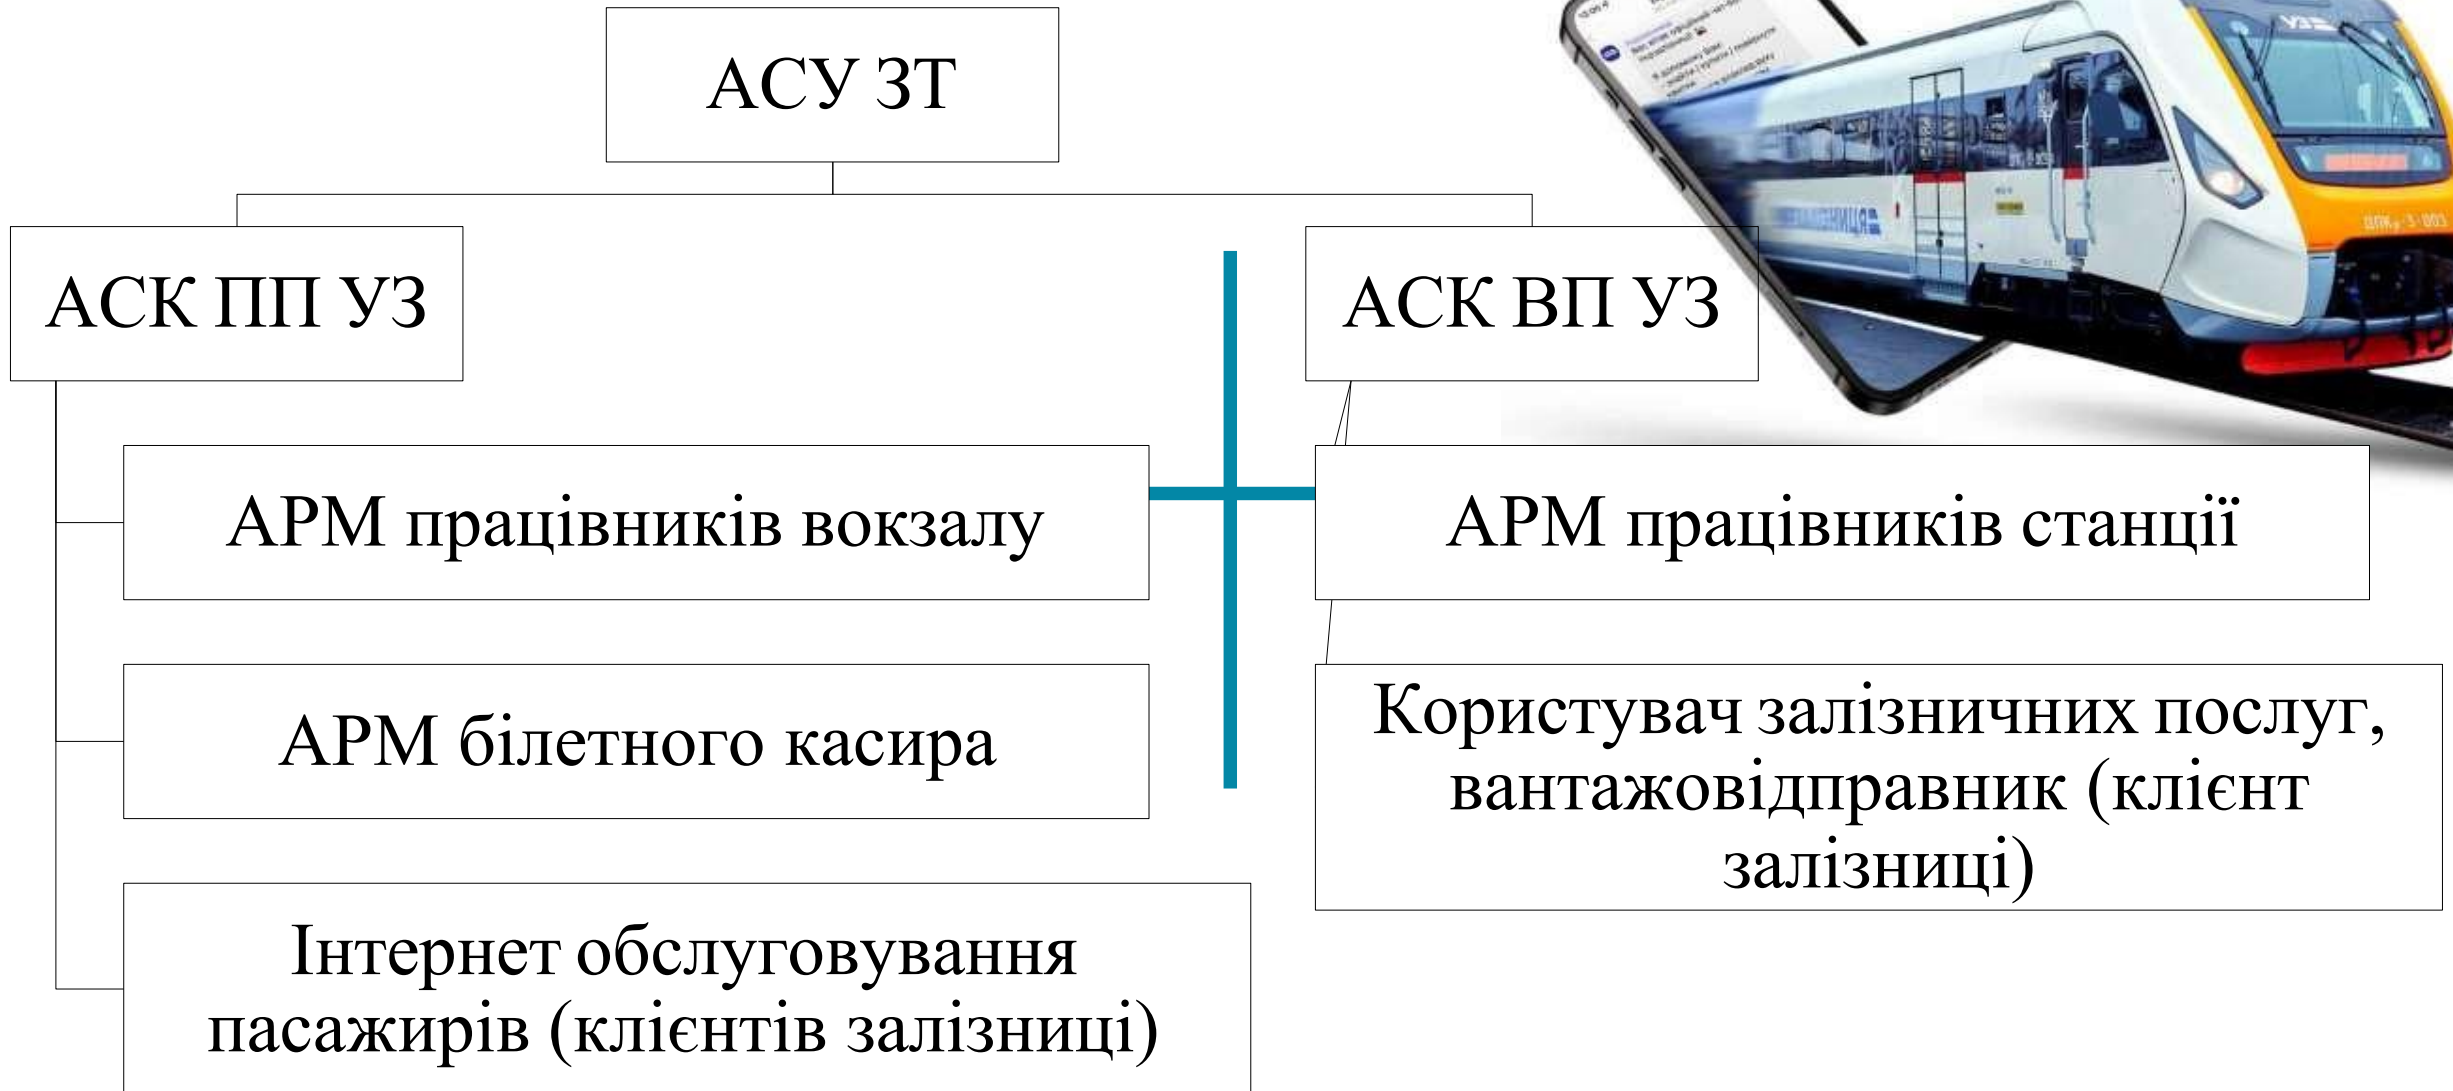 АСУ ЗТ
АСК ПП УЗ
АСК ВП УЗ
АРМ працівників вокзалу
АРМ працівників станції
АРМ білетного касира
Користувач залізничних послуг,
вантажовідправник (клієнт
залізниці)
Інтернет обслуговування
пасажирів (клієнтів залізниці)
УЗ